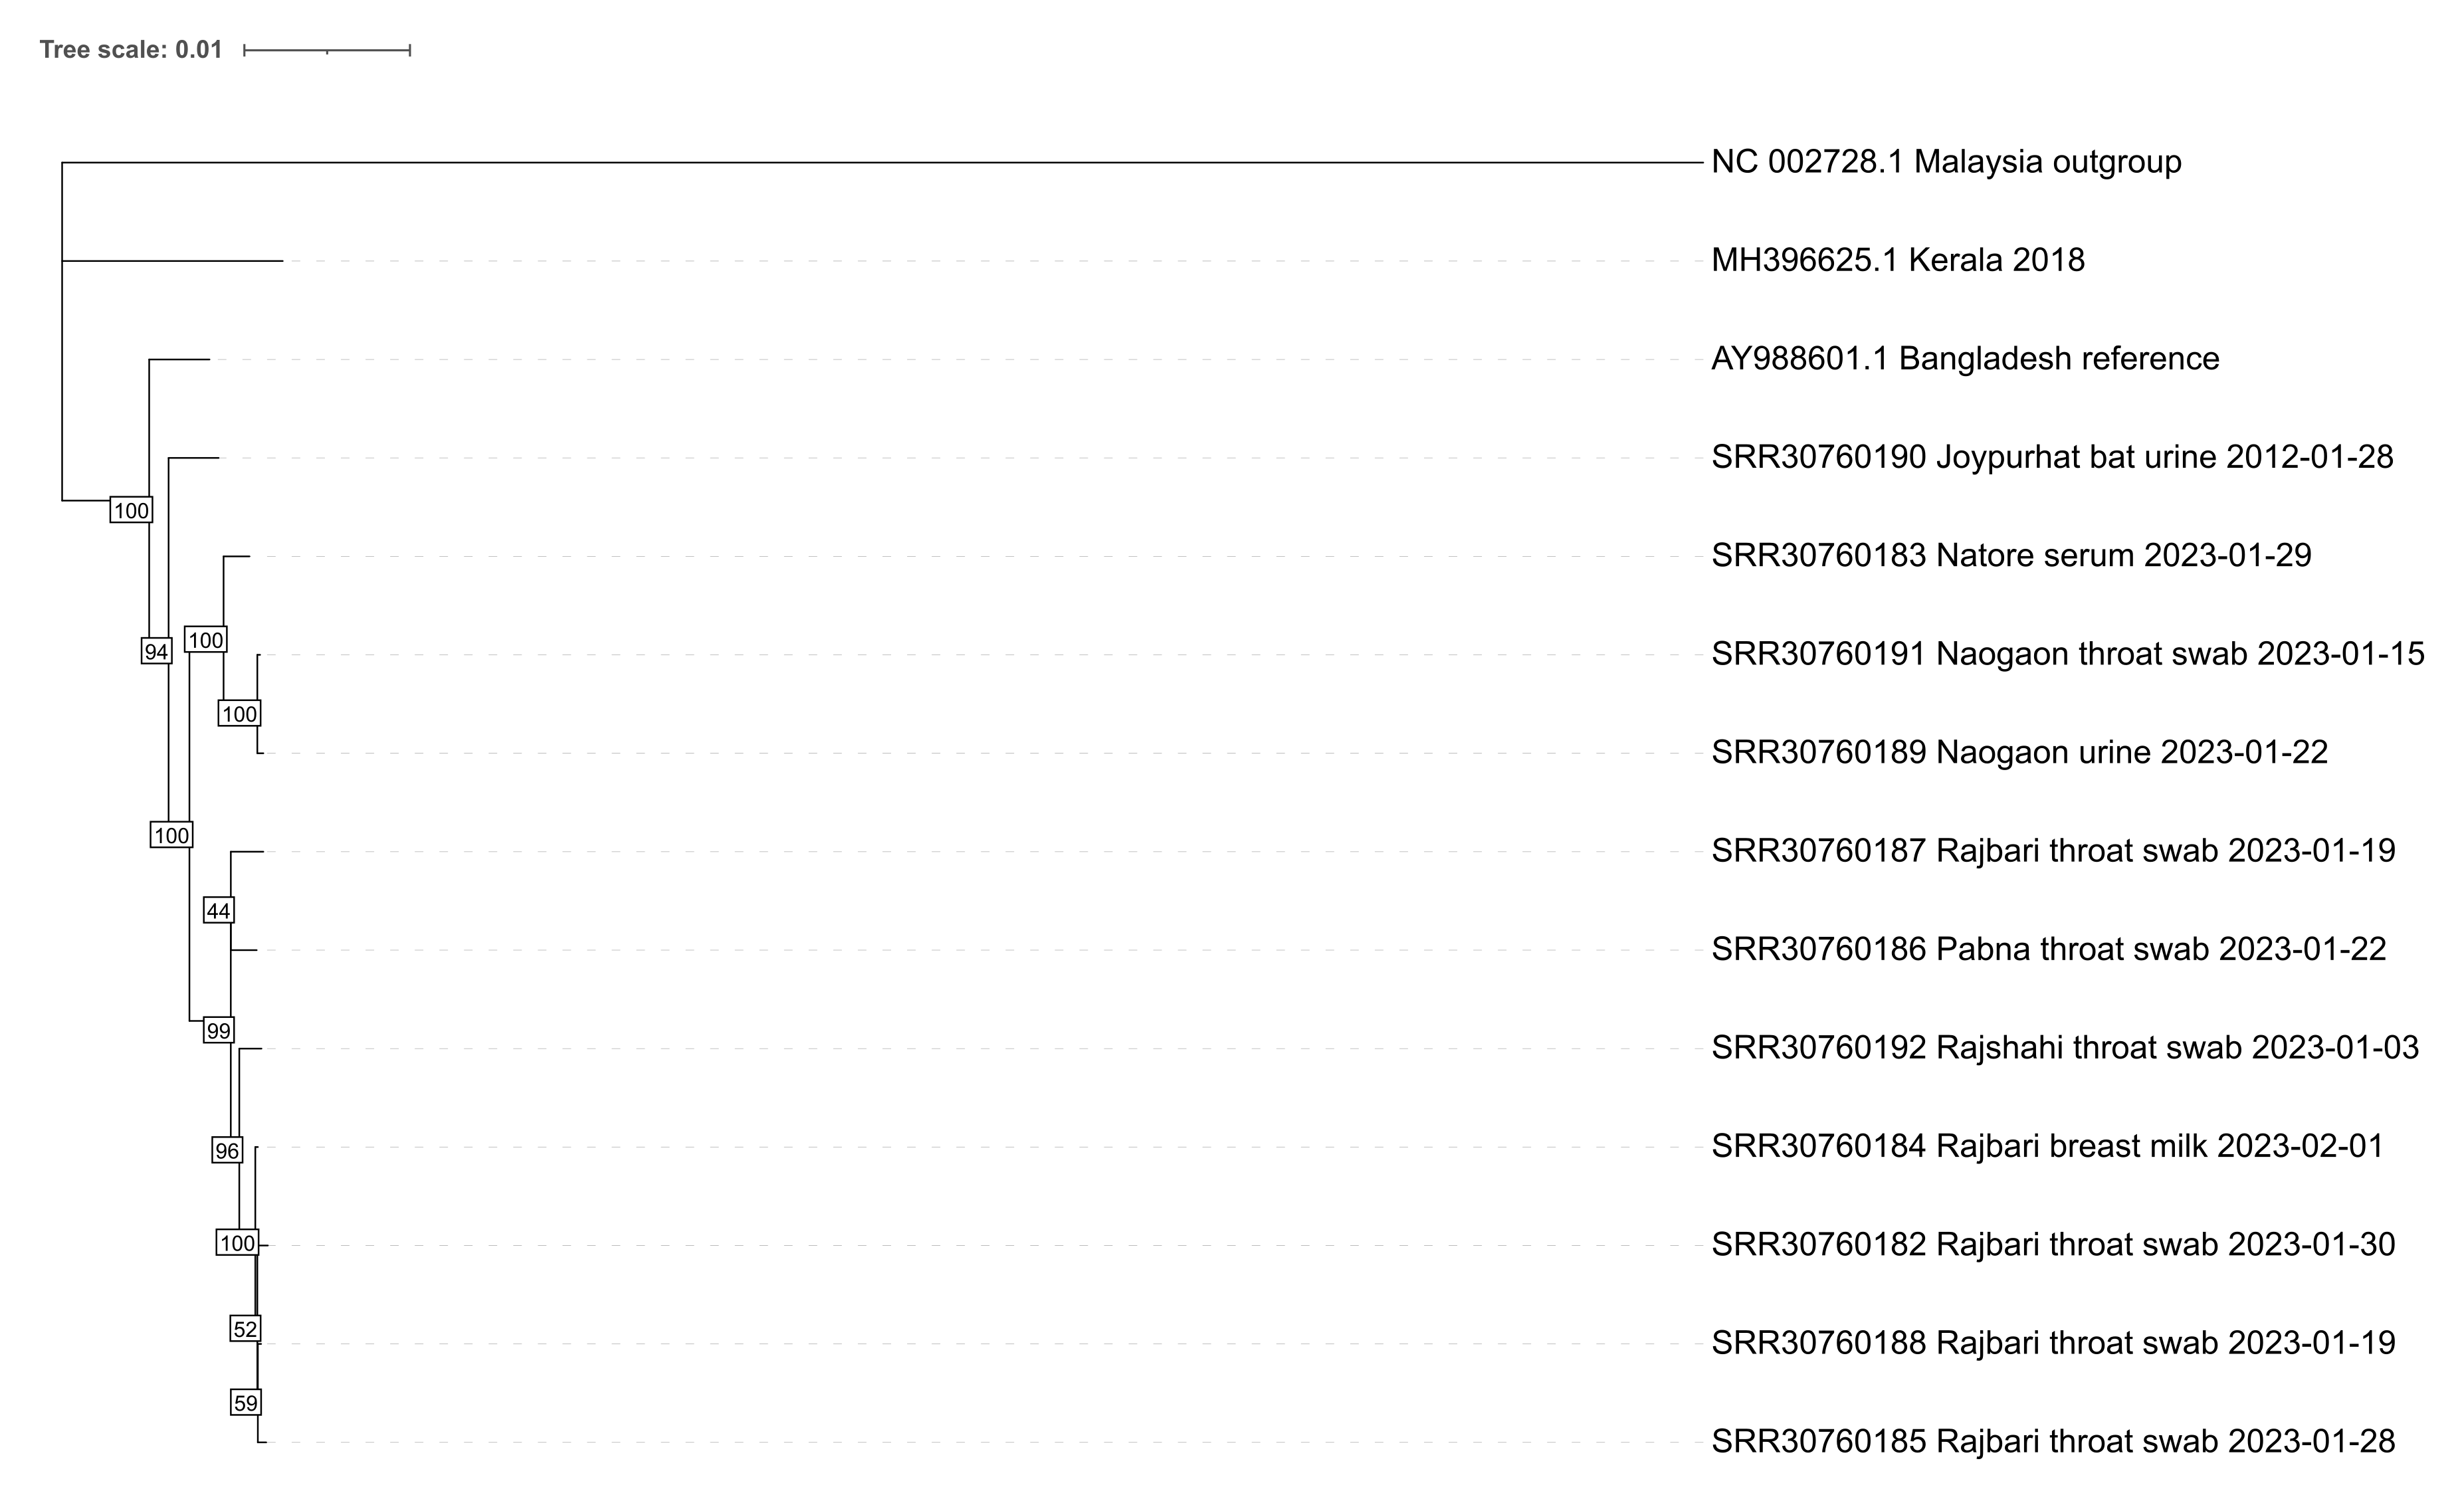 Tree scale: 0.01
NC 002728.1 Malaysia outgroup
MH396625.1 Kerala 2018
AY988601.1 Bangladesh reference
SRR30760190 Joypurhat bat urine 2012-01-28
100
SRR30760183 Natore serum 2023-01-29
100
94
SRR30760191 Naogaon throat swab 2023-01-15
100
SRR30760189 Naogaon urine 2023-01-22
100
SRR30760187 Rajbari throat swab 2023-01-19
44
SRR30760186 Pabna throat swab 2023-01-22
99
SRR30760192 Rajshahi throat swab 2023-01-03
96
SRR30760184 Rajbari breast milk 2023-02-01
100
SRR30760182 Rajbari throat swab 2023-01-30
52
SRR30760188 Rajbari throat swab 2023-01-19
59
SRR30760185 Rajbari throat swab 2023-01-28